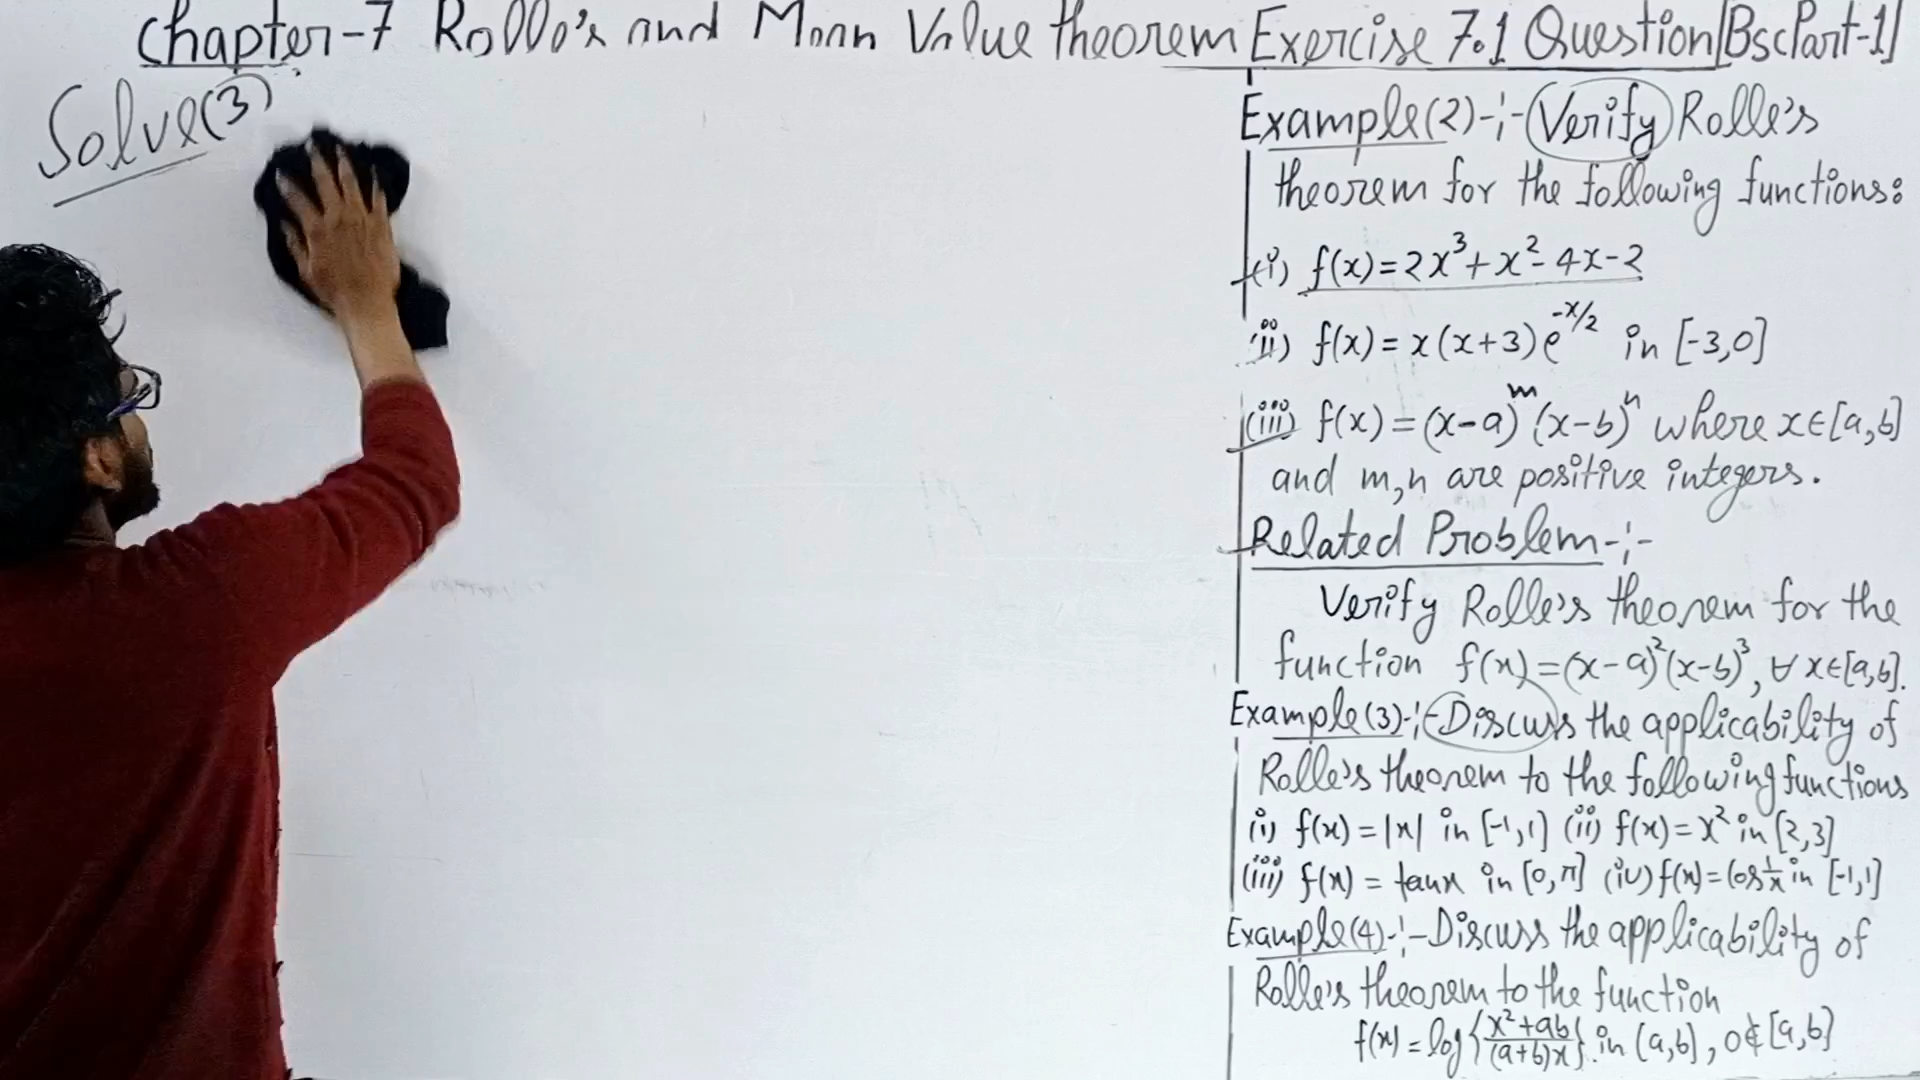 Chapter-7 Rolle's and Mean Value theorem Exercise 7.1 Question [Bsc Part-1]
Solve(3)
Example(2)-:-Verify Rolle's
theorem for the following functions:
(i) f(x)=2x³+x²-4x-2
(ii) f(x)=x(x+3)e^{-x/2} in [-3,0]
(iii) f(x)=(x-a)^m (x-b)^n where x∈[a,b]
and m,n are positive integers.
Related Problem-:-
Verify Rolle's theorem for the
function f(x)=(x-a)²(x-b)³, ∀ x∈[a,b].
Example(3)-:-Discuss the applicability of
Rolle's theorem to the following functions
(i) f(x)=|x| in [-1,1] (ii) f(x)=x² in [2,3]
(iii) f(x)=tanx in [0,π] (iv) f(x)=cos 1/x in [-1,1]
Example(4)-:-Discuss the applicability of
Rolle's theorem to the function
f(x)=log{x²+ab/(a+b)x} in [a,b], 0∉[a,b]